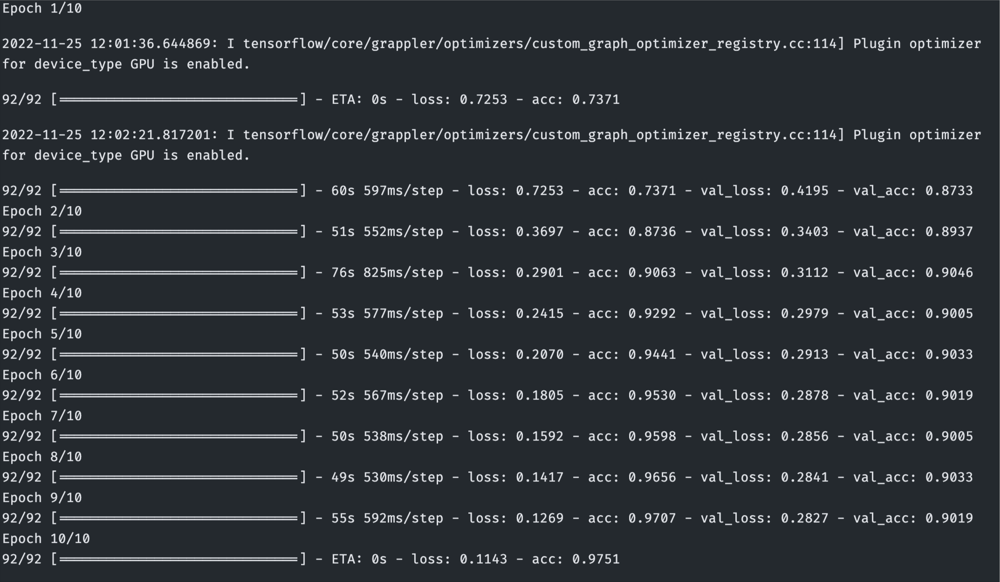 Epoch 1/10
2022-11-25 12:01:36.644869: I tensorflow/core/grappler/optimizers/custom_graph_optimizer_registry.cc:114] Plugin optimizer
for device_type GPU is enabled.
92/92 [==============================] - ETA: 0s - loss: 0.7253 - acc: 0.7371
2022-11-25 12:02:21.817201: I tensorflow/core/grappler/optimizers/custom_graph_optimizer_registry.cc:114] Plugin optimizer
for device_type GPU is enabled.
92/92 [==============================] - 60s 597ms/step - loss: 0.7253 - acc: 0.7371 - val_loss: 0.4195 - val_acc: 0.8733
Epoch 2/10
92/92 [==============================] - 51s 552ms/step - loss: 0.3697 - acc: 0.8736 - val_loss: 0.3403 - val_acc: 0.8937
Epoch 3/10
92/92 [==============================] - 76s 825ms/step - loss: 0.2901 - acc: 0.9063 - val_loss: 0.3112 - val_acc: 0.9046
Epoch 4/10
92/92 [==============================] - 53s 577ms/step - loss: 0.2415 - acc: 0.9292 - val_loss: 0.2979 - val_acc: 0.9005
Epoch 5/10
92/92 [==============================] - 50s 540ms/step - loss: 0.2070 - acc: 0.9441 - val_loss: 0.2913 - val_acc: 0.9033
Epoch 6/10
92/92 [==============================] - 52s 567ms/step - loss: 0.1805 - acc: 0.9530 - val_loss: 0.2878 - val_acc: 0.9019
Epoch 7/10
92/92 [==============================] - 50s 538ms/step - loss: 0.1592 - acc: 0.9598 - val_loss: 0.2856 - val_acc: 0.9005
Epoch 8/10
92/92 [==============================] - 49s 530ms/step - loss: 0.1417 - acc: 0.9656 - val_loss: 0.2841 - val_acc: 0.9033
Epoch 9/10
92/92 [==============================] - 55s 592ms/step - loss: 0.1269 - acc: 0.9707 - val_loss: 0.2827 - val_acc: 0.9019
Epoch 10/10
92/92 [==============================] - ETA: 0s - loss: 0.1143 - acc: 0.9751